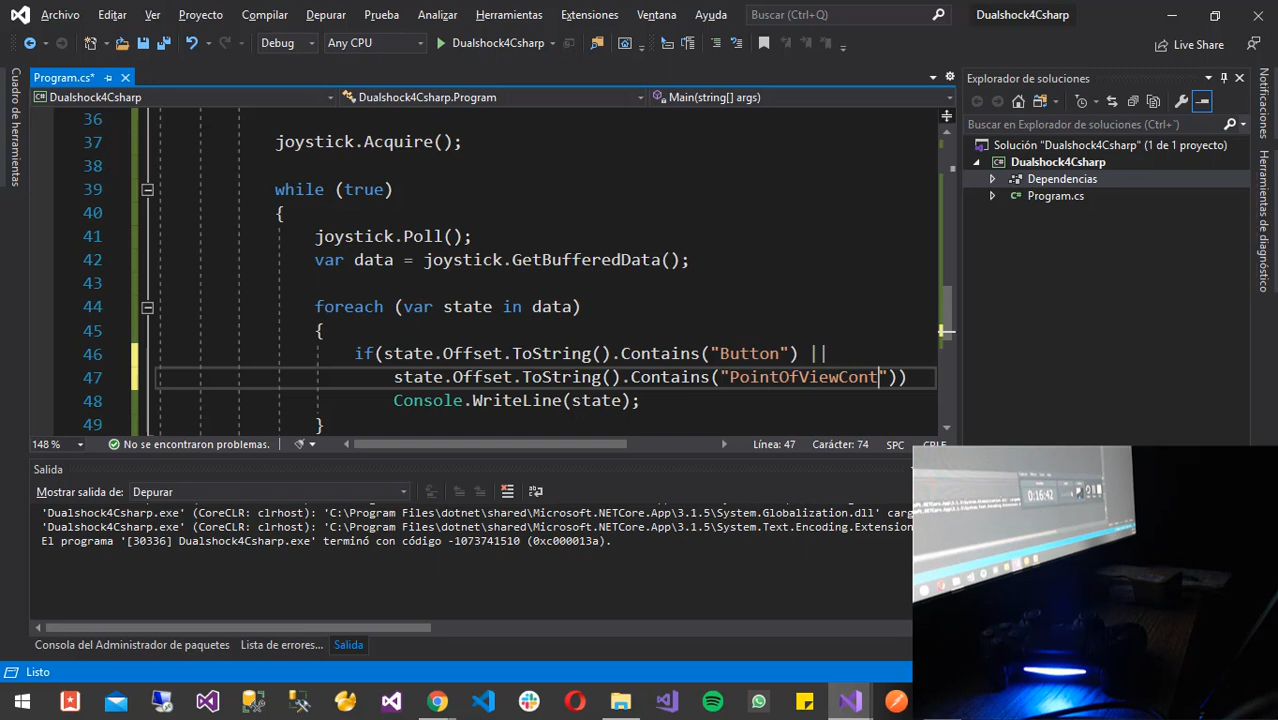 Archivo Editar Ver Proyecto Compilar Depurar Prueba Analizar Herramientas Extensiones Ventana Ayuda Buscar (Ctrl+Q) Dualshock4Csharp
Debug Any CPU Dualshock4Csharp Live Share
Cuadro de herramientas
Program.cs*
Dualshock4Csharp Dualshock4Csharp.Program Main(string[] args)
36
37 joystick.Acquire();
38
39 while (true)
40 {
41 joystick.Poll();
42 var data = joystick.GetBufferedData();
43
44 foreach (var state in data)
45 {
46 if(state.Offset.ToString().Contains("Button") ||
47 state.Offset.ToString().Contains("PointOfViewCont"))
48 Console.WriteLine(state);
49 }
148 % No se encontraron problemas. Línea: 47 Carácter: 74 SPC CRLF
Explorador de soluciones
Buscar en Explorador de soluciones (Ctrl+¨)
Solución "Dualshock4Csharp" (1 de 1 proyecto)
Dualshock4Csharp
Dependencias
Program.cs
Notificaciones
Herramientas de diagnóstico
Salida
Mostrar salida de: Depurar
'Dualshock4Csharp.exe' (CoreCLR: clrhost): 'C:\Program Files\dotnet\shared\Microsoft.NETCore.App\3.1.5\System.Globalization.dll' carg
'Dualshock4Csharp.exe' (CoreCLR: clrhost): 'C:\Program Files\dotnet\shared\Microsoft.NETCore.App\3.1.5\System.Text.Encoding.Extension
El programa '[30336] Dualshock4Csharp.exe' terminó con código -1073741510 (0xc000013a).
Consola del Administrador de paquetes Lista de errores... Salida
Listo
0:16:42